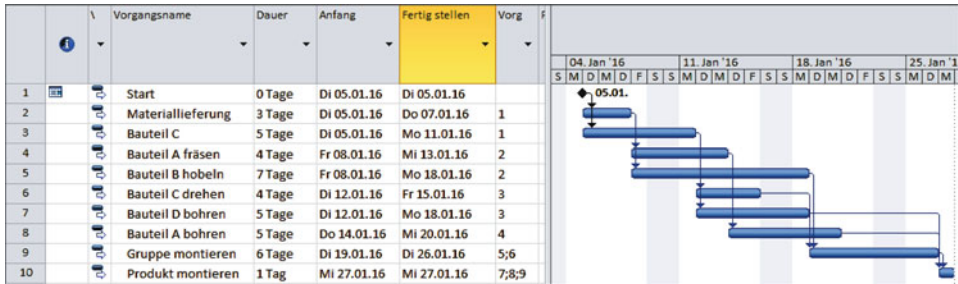 \ Vorgangsname Dauer Anfang Fertig stellen Vorg
04. Jan '16 11. Jan '16 18. Jan '16 25. Jan '1
S M D M D F S S M D M D F S S M D M D F S S M D M
1 Start 0 Tage Di 05.01.16 Di 05.01.16 05.01.
2 Materiallieferung 3 Tage Di 05.01.16 Do 07.01.16 1
3 Bauteil C 5 Tage Di 05.01.16 Mo 11.01.16 1
4 Bauteil A fräsen 4 Tage Fr 08.01.16 Mi 13.01.16 2
5 Bauteil B hobeln 7 Tage Fr 08.01.16 Mo 18.01.16 2
6 Bauteil C drehen 4 Tage Di 12.01.16 Fr 15.01.16 3
7 Bauteil D bohren 5 Tage Di 12.01.16 Mo 18.01.16 3
8 Bauteil A bohren 5 Tage Do 14.01.16 Mi 20.01.16 4
9 Gruppe montieren 6 Tage Di 19.01.16 Di 26.01.16 5;6
10 Produkt montieren 1 Tag Mi 27.01.16 Mi 27.01.16 7;8;9